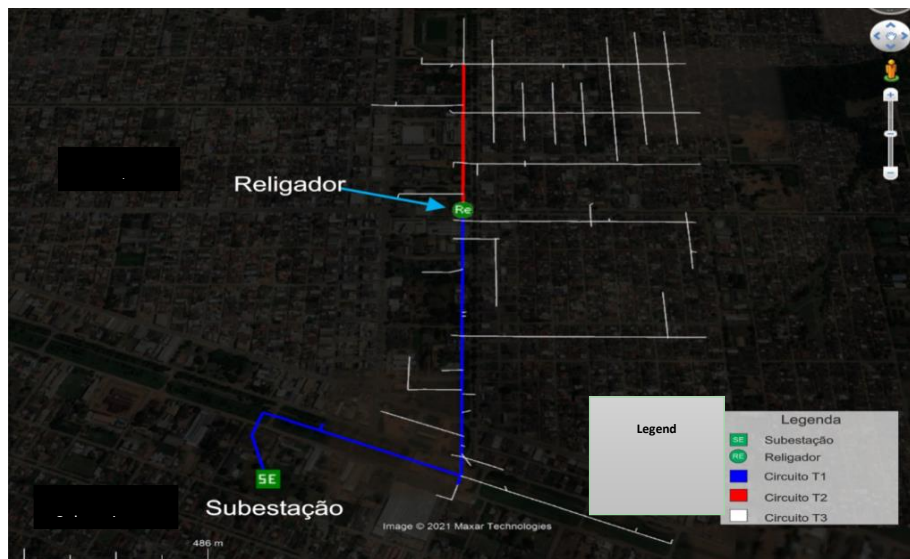 Religador
Re
SE
Subestação
Legend
Legenda
SE Subestação
RE Religador
Circuito T1
Circuito T2
Circuito T3
Image © 2021 Maxar Technologies
486 m